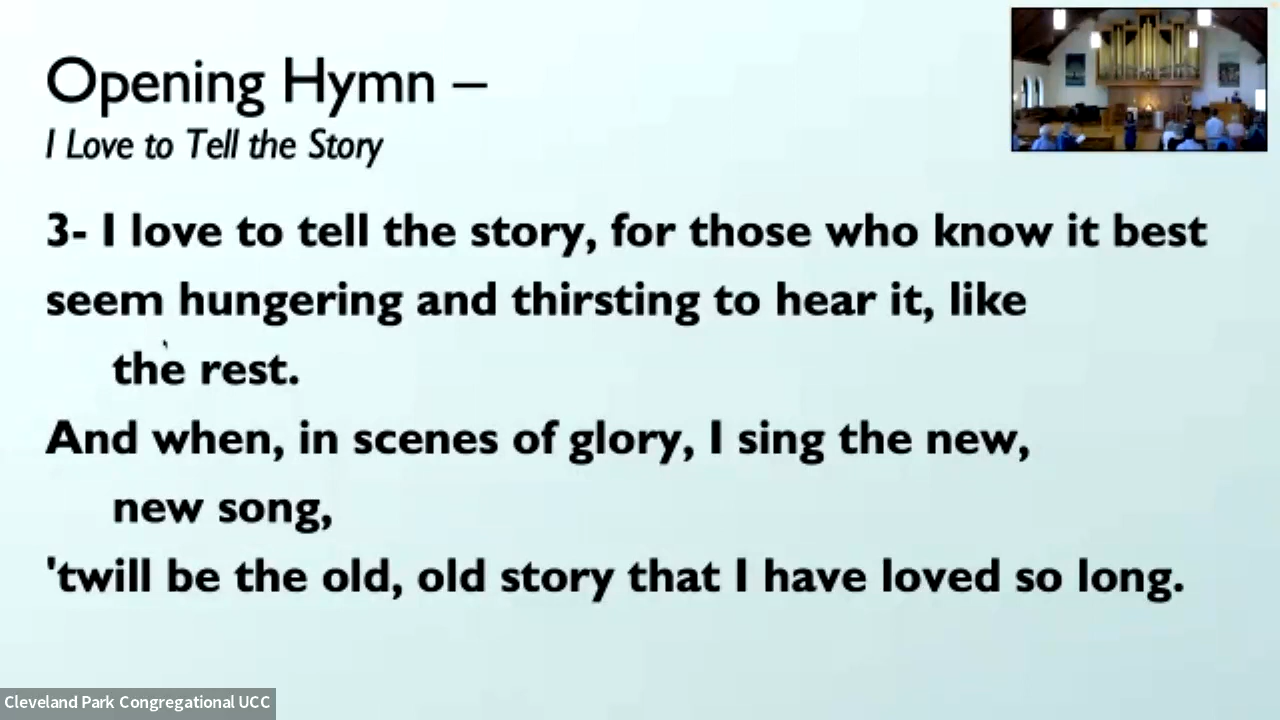 Opening Hymn –
I Love to Tell the Story
3- I love to tell the story, for those who know it best
seem hungering and thirsting to hear it, like
the rest.
And when, in scenes of glory, I sing the new,
new song,
'twill be the old, old story that I have loved so long.
Cleveland Park Congregational UCC